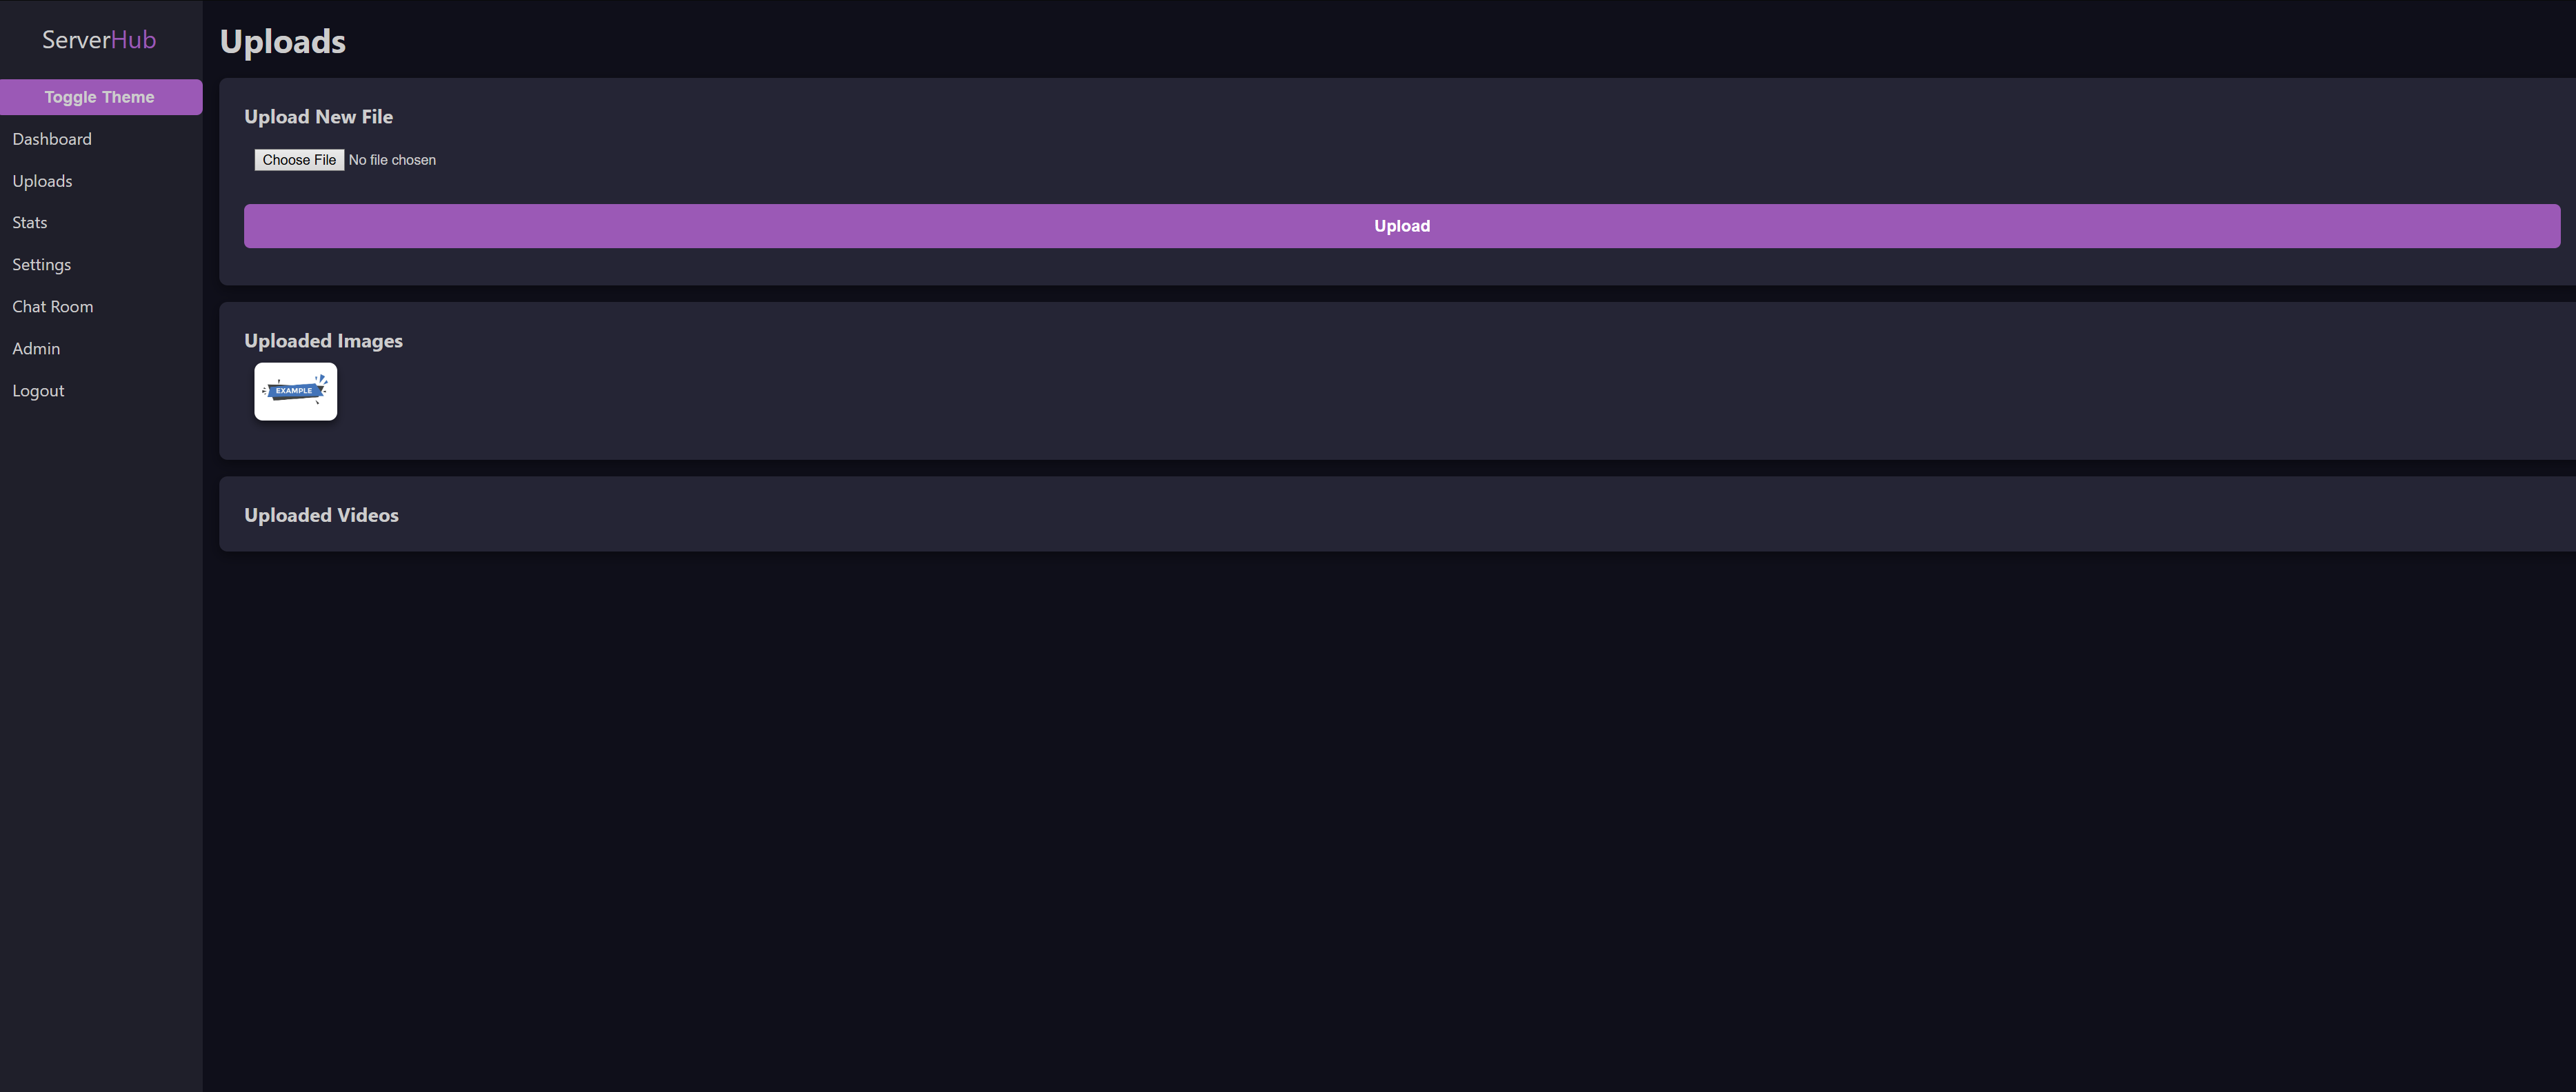 ServerHub
Toggle Theme
Dashboard
Uploads
Stats
Settings
Chat Room
Admin
Logout
Uploads
Upload New File
Choose File No file chosen
Upload
Uploaded Images
EXAMPLE
Uploaded Videos